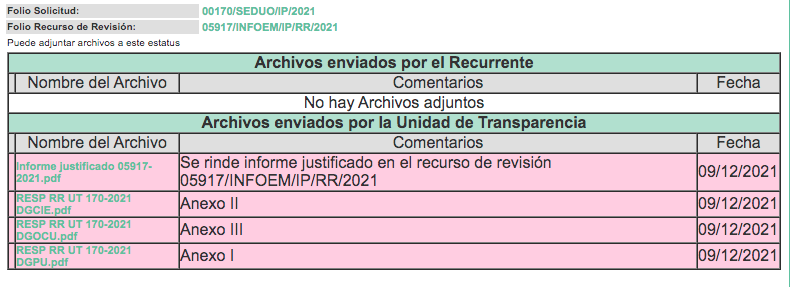 Folio Solicitud: 00170/SEDUO/IP/2021
Folio Recurso de Revisión: 05917/INFOEM/IP/RR/2021
Puede adjuntar archivos a este estatus
Archivos enviados por el Recurrente
Nombre del Archivo Comentarios Fecha
No hay Archivos adjuntos
Archivos enviados por la Unidad de Transparencia
Nombre del Archivo Comentarios Fecha
Informe justificado 05917-
2021.pdf
Se rinde informe justificado en el recurso de revisión
05917/INFOEM/IP/RR/2021
09/12/2021
RESP RR UT 170-2021
DGCIE.pdf
Anexo II 09/12/2021
RESP RR UT 170-2021
DGOCU.pdf
Anexo III 09/12/2021
RESP RR UT 170-2021
DGPU.pdf
Anexo I 09/12/2021